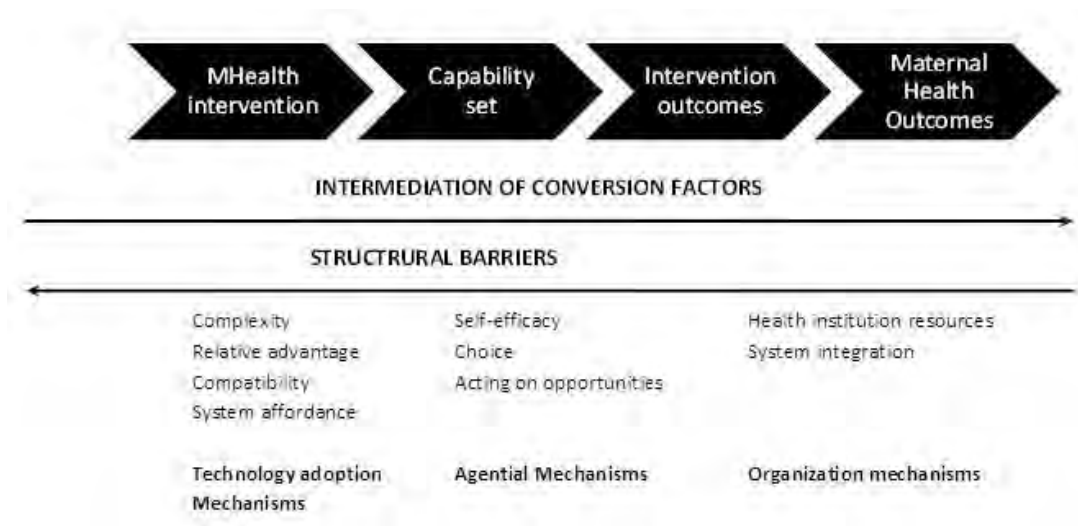 MHealth
intervention
Capability
set
Intervention
outcomes
Maternal
Health
Outcomes
INTERMEDIATION OF CONVERSION FACTORS
STRUCTRURAL BARRIERS
Complexity
Relative advantage
Compatibility
System affordance
Self-efficacy
Choice
Acting on opportunities
Health institution resources
System integration
Technology adoption
Mechanisms
Agential Mechanisms
Organization mechanisms